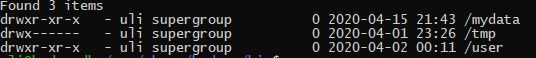 Found 3 items
drwxr-xr-x - uli supergroup 0 2020-04-15 21:43 /mydata
drwx------ - uli supergroup 0 2020-04-01 23:26 /tmp
drwxr-xr-x - uli supergroup 0 2020-04-02 00:11 /user